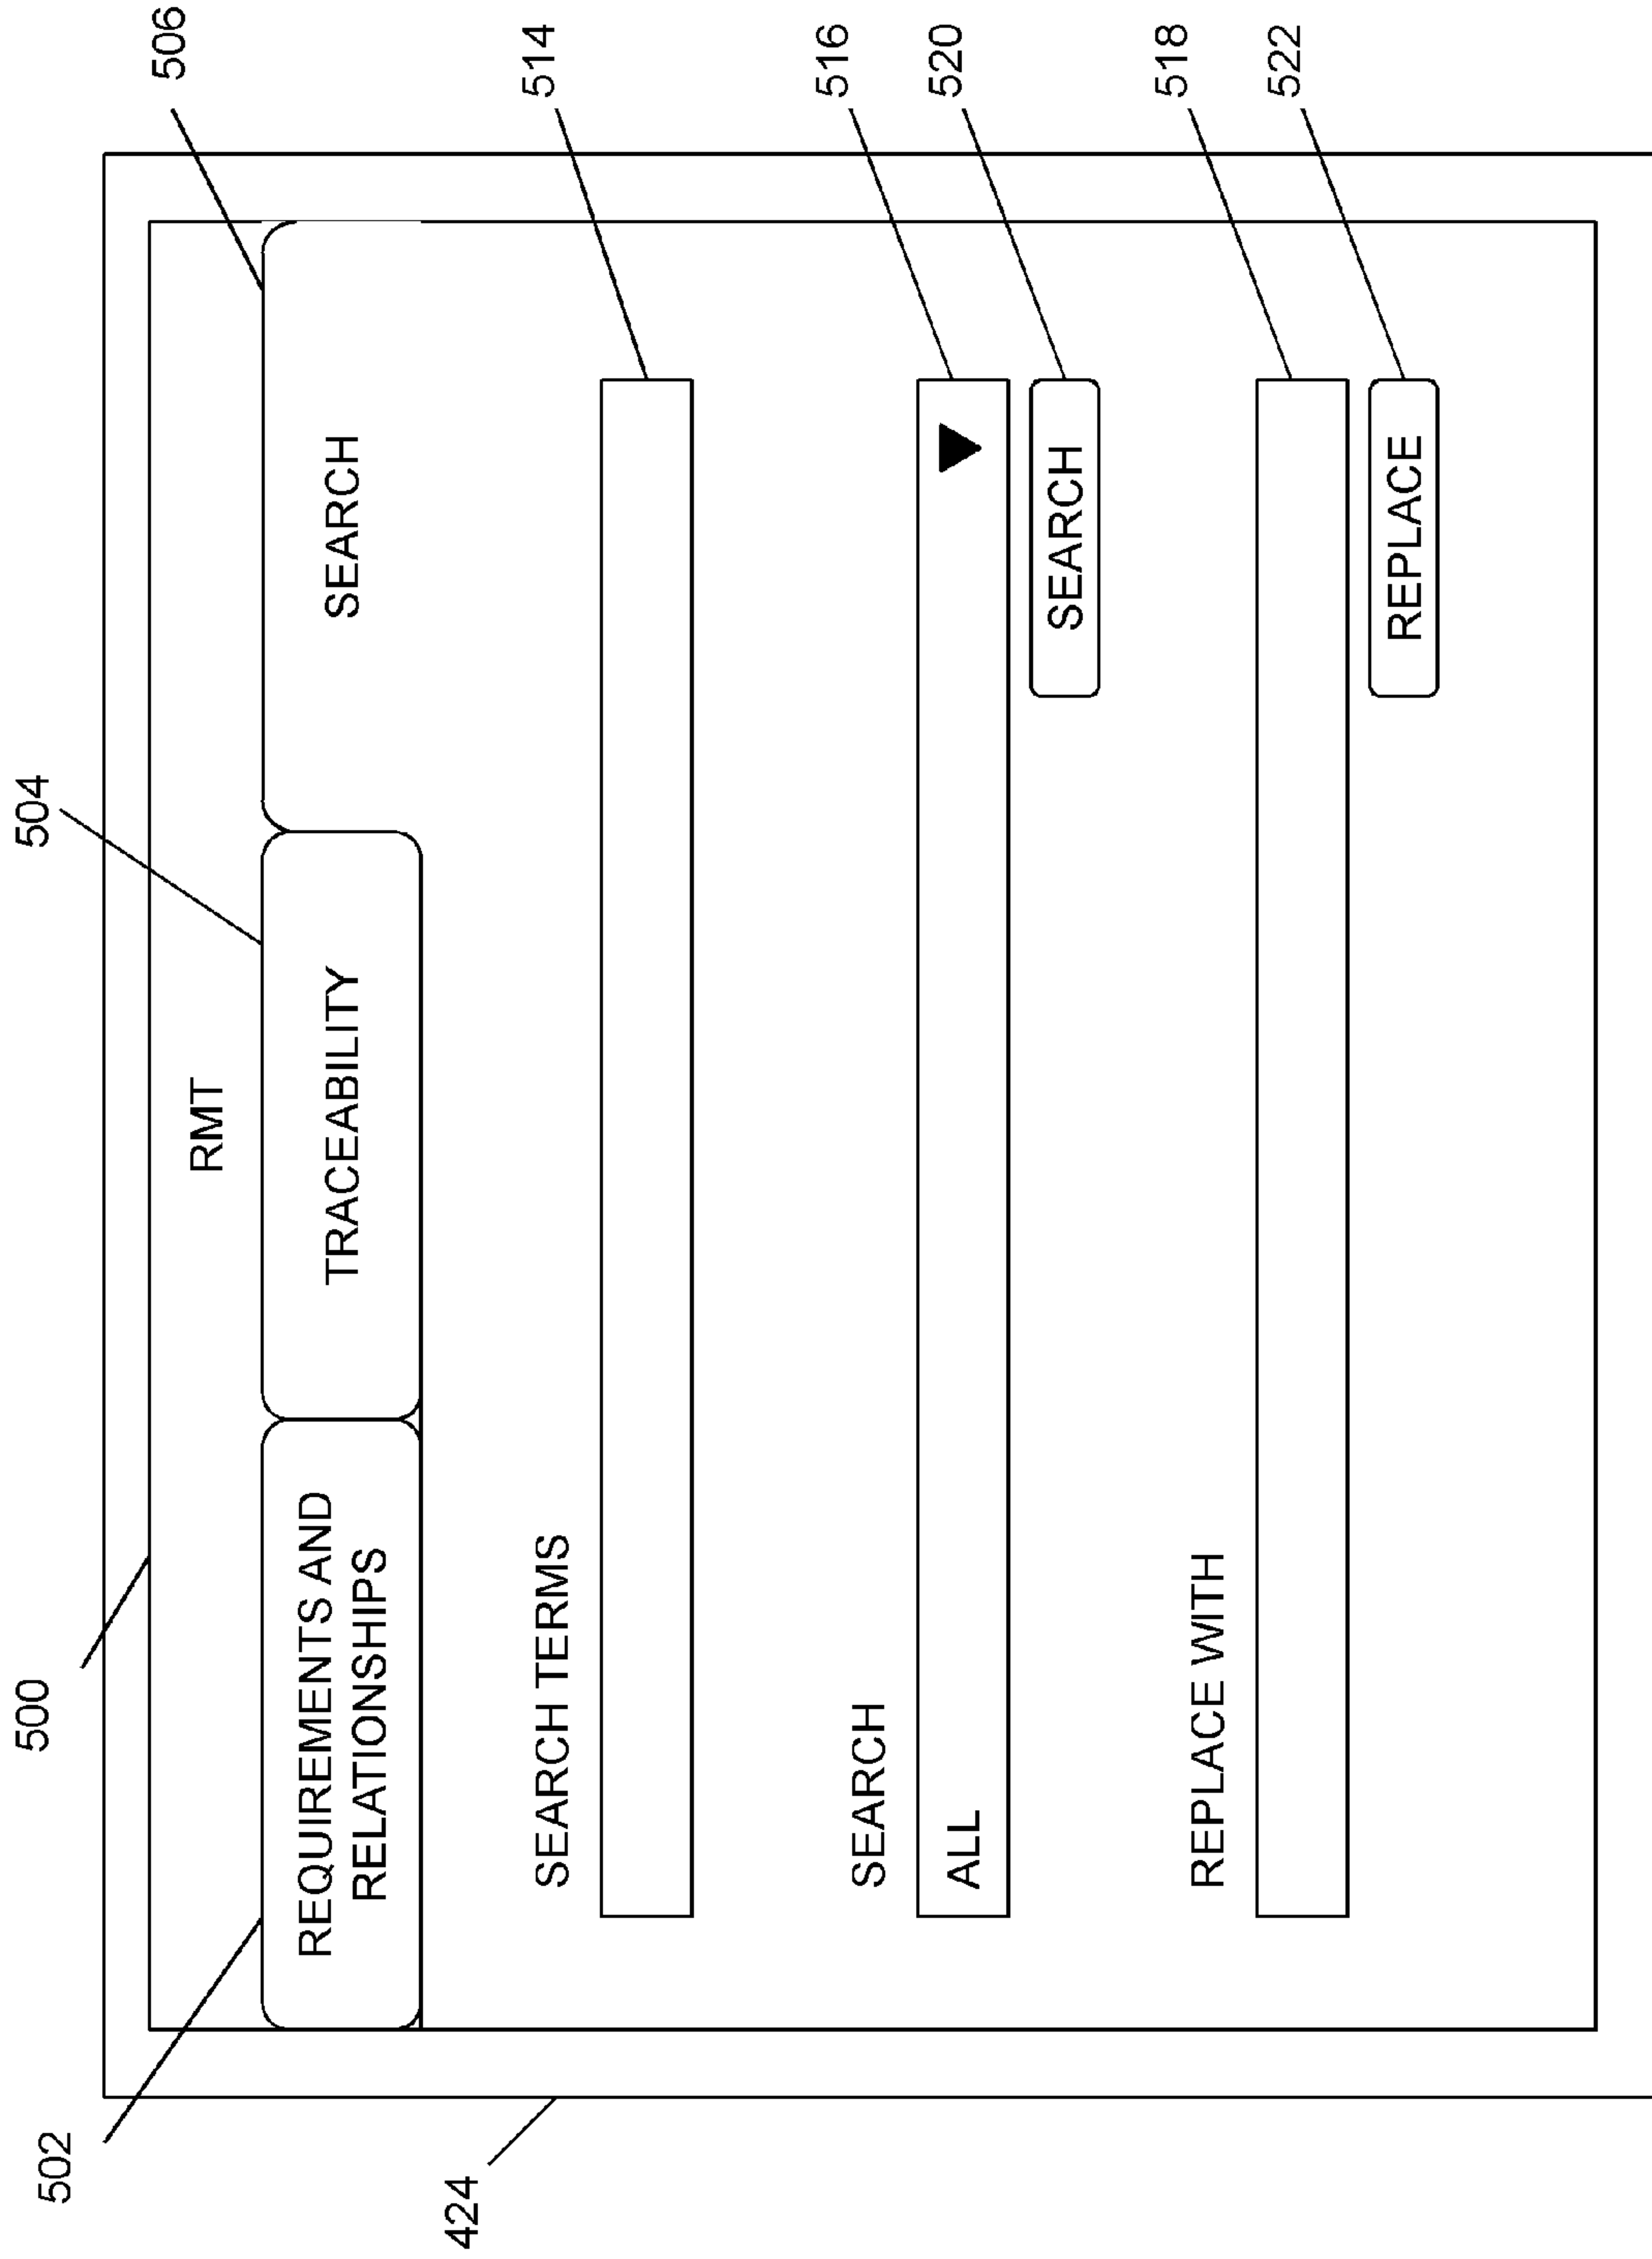 500
504
506
502
RMT
REQUIREMENTS AND
RELATIONSHIPS
TRACEABILITY
SEARCH
424
SEARCH TERMS
514
SEARCH
516
ALL
520
SEARCH
REPLACE WITH
518
522
REPLACE